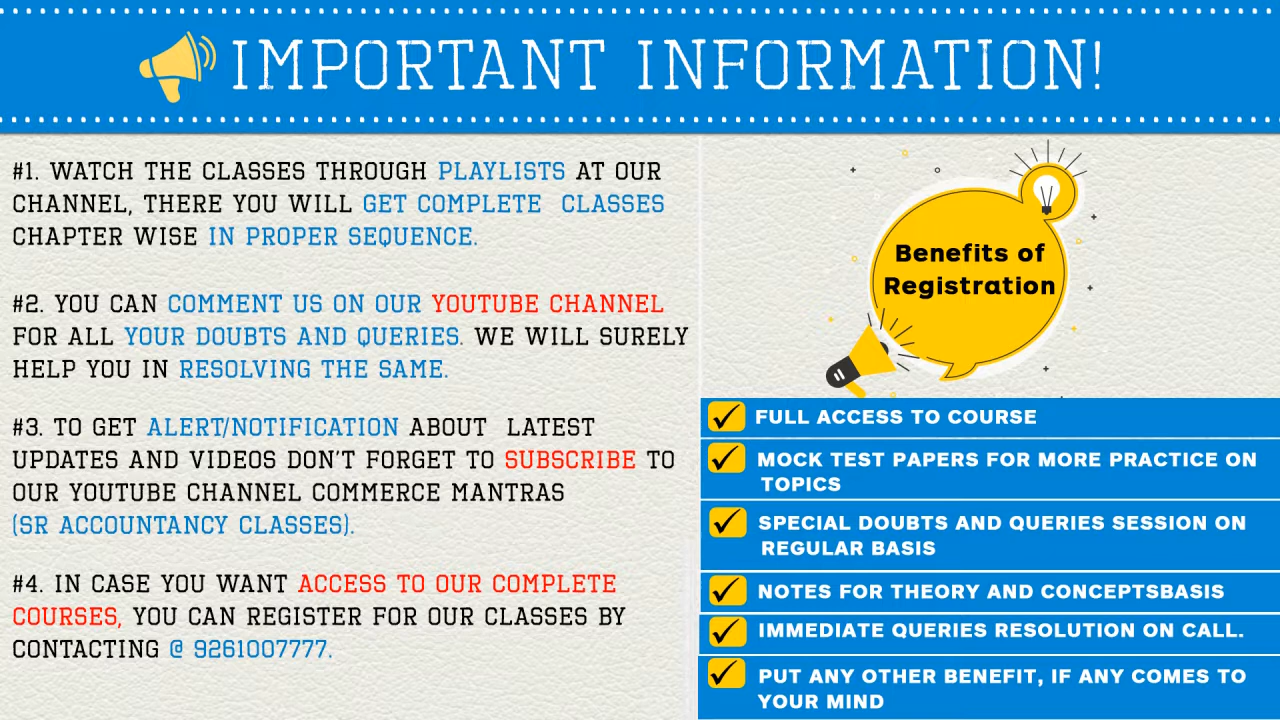 IMPORTANT INFORMATION!
#1. WATCH THE CLASSES THROUGH PLAYLISTS AT OUR
CHANNEL, THERE YOU WILL GET COMPLETE CLASSES
CHAPTER WISE IN PROPER SEQUENCE.
#2. YOU CAN COMMENT US ON OUR YOUTUBE CHANNEL
FOR ALL YOUR DOUBTS AND QUERIES. WE WILL SURELY
HELP YOU IN RESOLVING THE SAME.
#3. TO GET ALERT/NOTIFICATION ABOUT LATEST
UPDATES AND VIDEOS DON'T FORGET TO SUBSCRIBE TO
OUR YOUTUBE CHANNEL COMMERCE MANTRAS
(SR ACCOUNTANCY CLASSES).
#4. IN CASE YOU WANT ACCESS TO OUR COMPLETE
COURSES, YOU CAN REGISTER FOR OUR CLASSES BY
CONTACTING @ 9261007777.
Benefits of
Registration
FULL ACCESS TO COURSE
MOCK TEST PAPERS FOR MORE PRACTICE ON
TOPICS
SPECIAL DOUBTS AND QUERIES SESSION ON
REGULAR BASIS
NOTES FOR THEORY AND CONCEPTSBASIS
IMMEDIATE QUERIES RESOLUTION ON CALL.
PUT ANY OTHER BENEFIT, IF ANY COMES TO
YOUR MIND